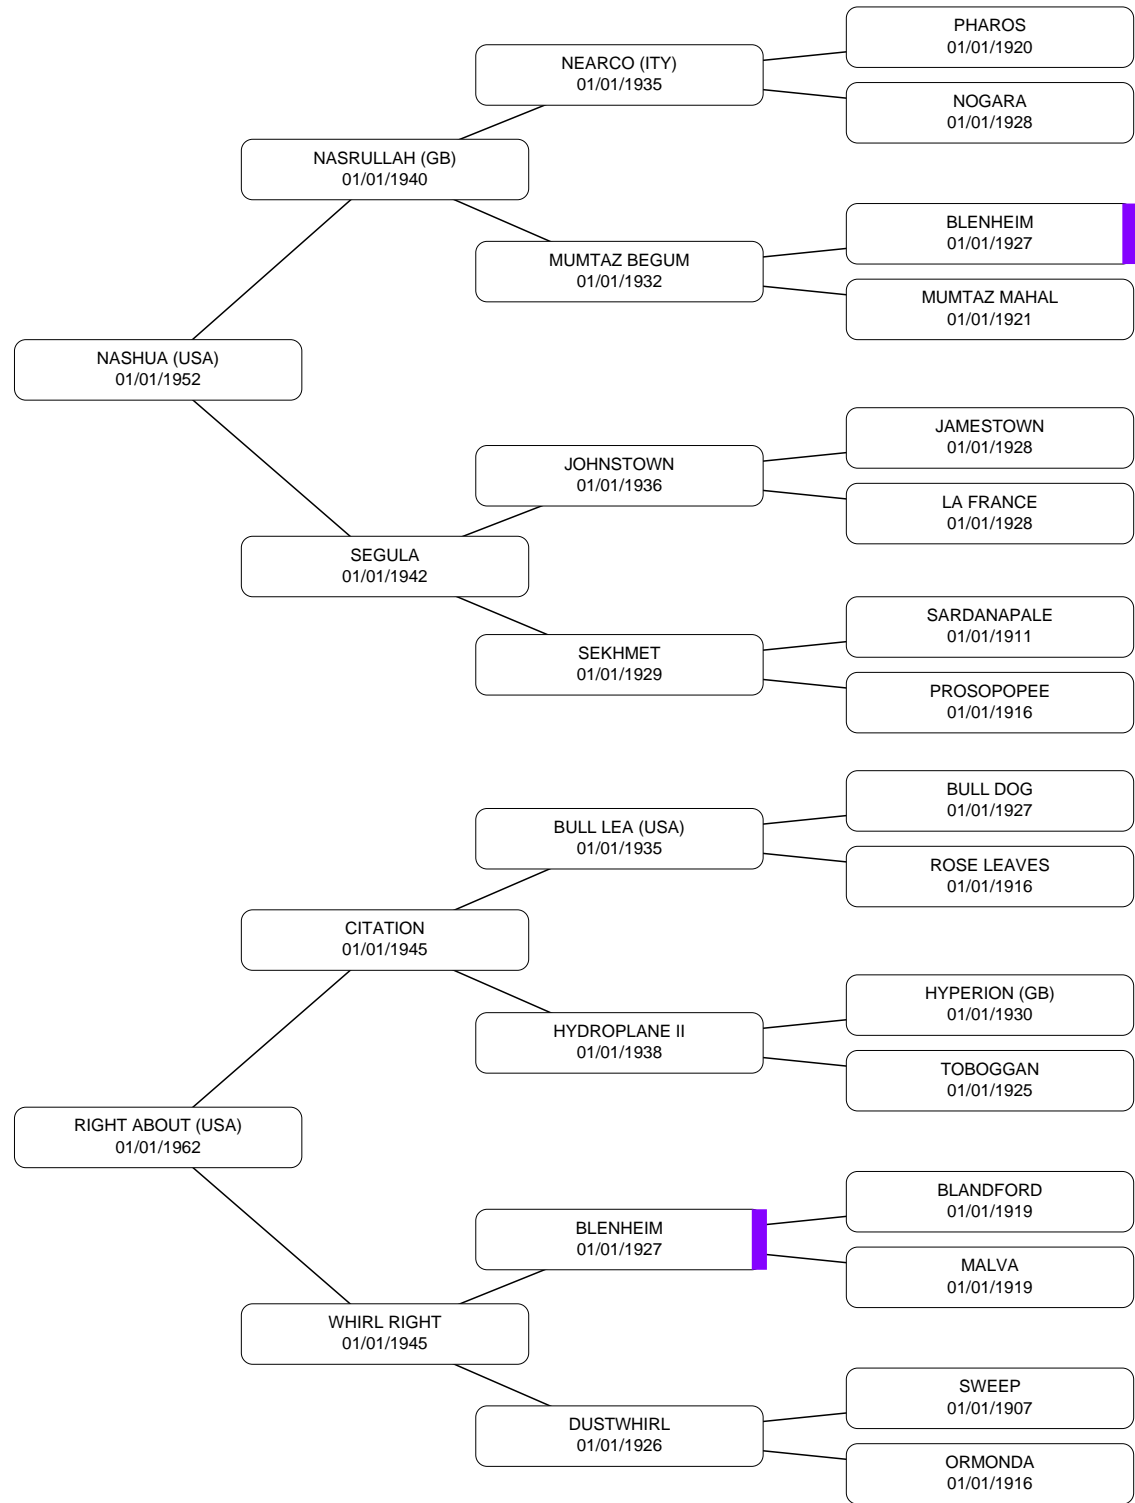 PHAROS
01/01/1920
NEARCO (ITY)
01/01/1935
NOGARA
01/01/1928
NASRULLAH (GB)
01/01/1940
BLENHEIM
01/01/1927
MUMTAZ BEGUM
01/01/1932
MUMTAZ MAHAL
01/01/1921
NASHUA (USA)
01/01/1952
JAMESTOWN
01/01/1928
JOHNSTOWN
01/01/1936
LA FRANCE
01/01/1928
SEGULA
01/01/1942
SARDANAPALE
01/01/1911
SEKHMET
01/01/1929
PROSOPOPEE
01/01/1916
BULL DOG
01/01/1927
BULL LEA (USA)
01/01/1935
ROSE LEAVES
01/01/1916
CITATION
01/01/1945
HYPERION (GB)
01/01/1930
HYDROPLANE II
01/01/1938
TOBOGGAN
01/01/1925
RIGHT ABOUT (USA)
01/01/1962
BLANDFORD
01/01/1919
BLENHEIM
01/01/1927
MALVA
01/01/1919
WHIRL RIGHT
01/01/1945
SWEEP
01/01/1907
DUSTWHIRL
01/01/1926
ORMONDA
01/01/1916